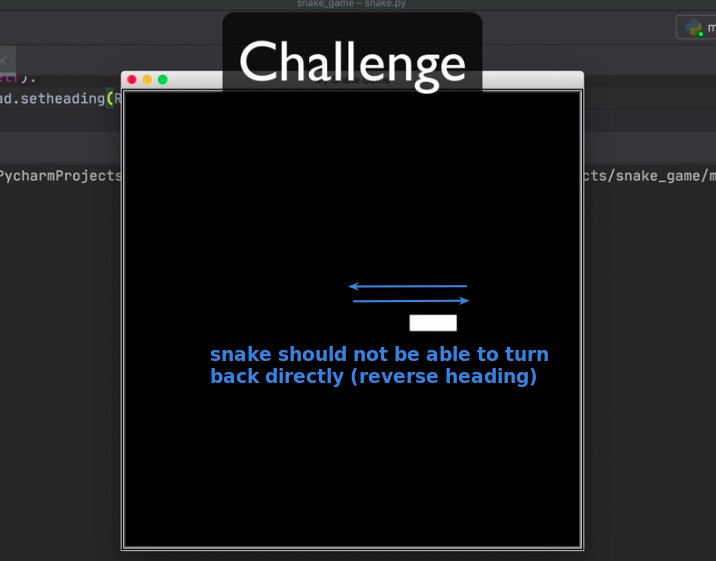 snake_game – snake.py
Challenge
ad.setheading(R
PycharmProjects
cts/snake_game/m
snake should not be able to turn
back directly (reverse heading)